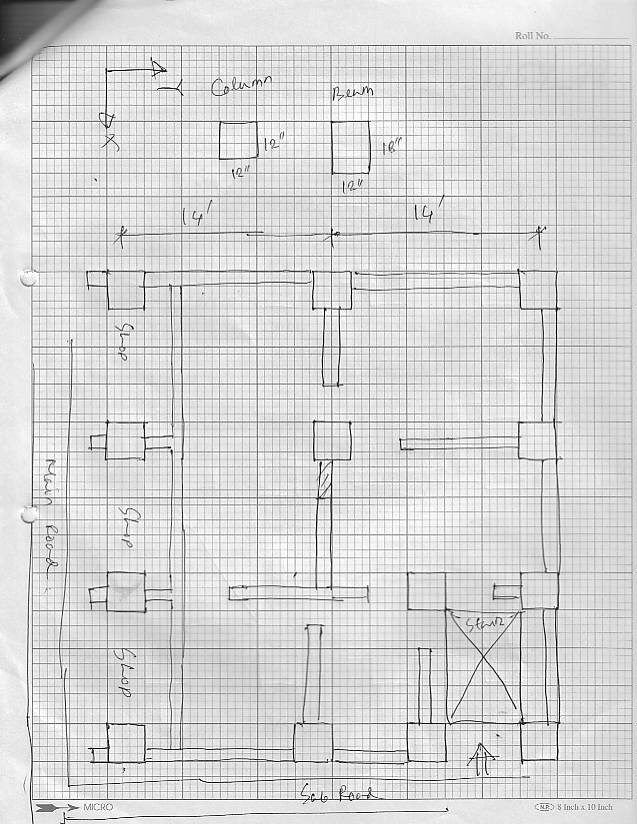 Roll No.
Y
X
Column
Beam
12"
12"
18"
12"
14'
14'
Shop
Main Road
Shop
Shop
Stair
Sub Road
MICRO
N.P. 8 Inch x 10 Inch